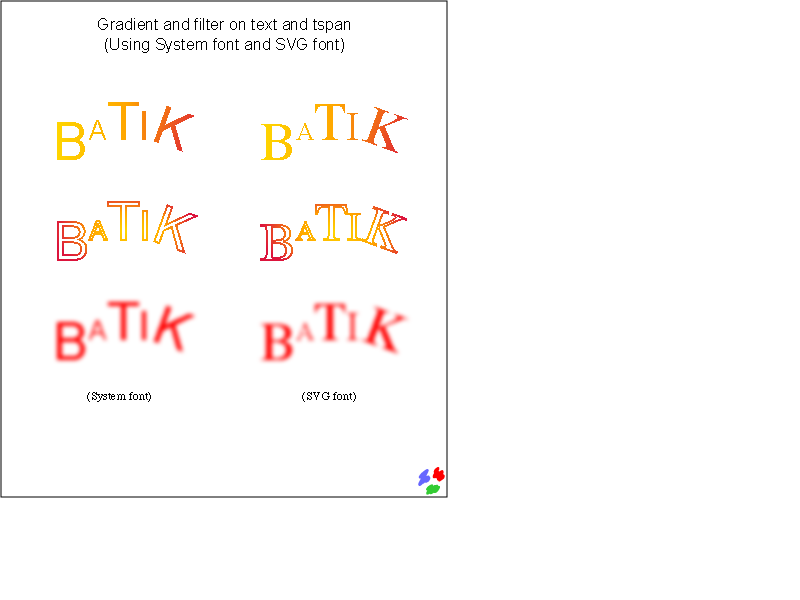 Gradient and filter on text and tspan
(Using System font and SVG font)
BATIK BATIK
BATIK BATIK
BATIK BATIK
(System font) (SVG font)